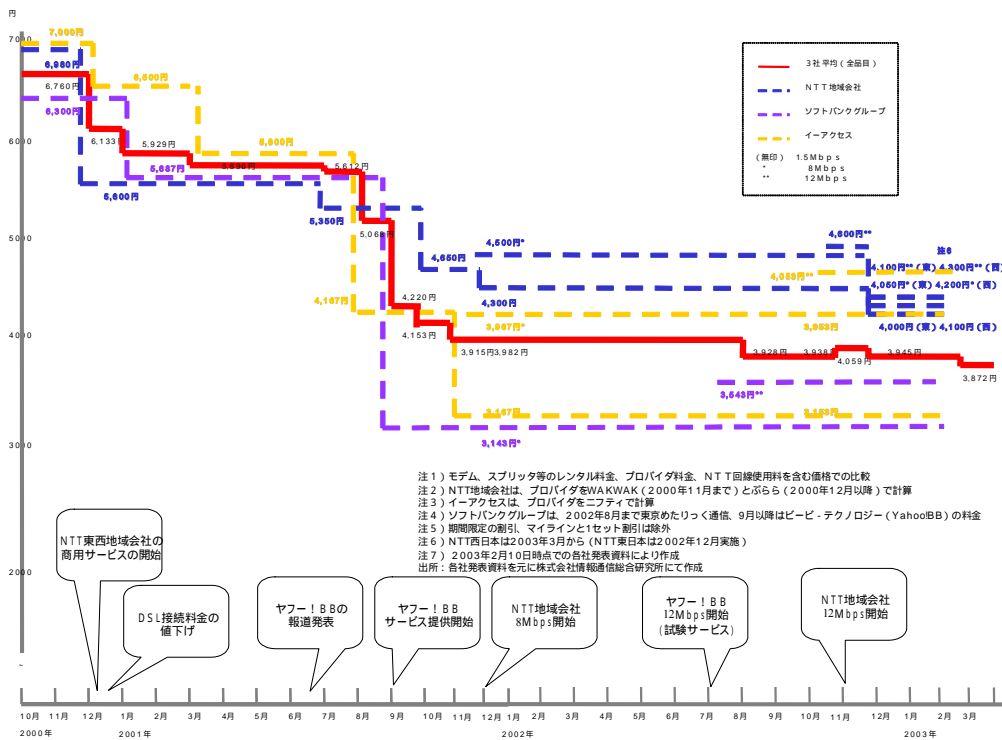 円
7000
6000
5000
4000
3000
2000
~
7,000円
6,980円
6,760円
6,500円
6,300円
6,133円
5,929円
5,687円
5,600円
5,696円
5,800円
5,612円
5,350円
5,068円
4,167円
4,220円
4,153円
4,650円
4,500円*
4,300円
3,967円*
3,915円3,982円
3,167円
3,143円*
4,600円**
4,053円**
注6
4,100円**(東) 4,300円**(西)
4,050円*(東) 4,200円*(西)
4,000円(東) 4,100円(西)
3,953円
3,928円
3,938円
4,059円
3,945円
3,872円
3,543円**
3,153円
3社平均(全品目)
NTT地域会社
ソフトバンクグループ
イーアクセス
(無印) 1.5Mbps
* 8Mbps
** 12Mbps
注1)モデム、スプリッタ等のレンタル料金、プロバイダ料金、NTT回線使用料を含む価格での比較
注2)NTT地域会社は、プロバイダをWAKWAK(2000年11月まで)とぷらら(2000年12月以降)で計算
注3)イーアクセスは、プロバイダをニフティで計算
注4)ソフトバンクグループは、2002年8月まで東京めたりっく通信、9月以降はビービ-テクノロジー(Yahoo!BB)の料金
注5)期間限定の割引、マイラインと1セット割引は除外
注6)NTT西日本は2003年3月から(NTT東日本は2002年12月実施)
注7)2003年2月10日時点での各社発表資料により作成
出所:各社発表資料を元に株式会社情報通信総合研究所にて作成
NTT東西地域会社の
商用サービスの開始
DSL接続料金の
値下げ
ヤフー!BBの
報道発表
ヤフー!BB
サービス提供開始
NTT地域会社
8Mbps開始
ヤフー!BB
12Mbps開始
(試験サービス)
NTT地域会社
12Mbps開始
10月 11月 12月 1月 2月 3月 4月 5月 6月 7月 8月 9月 10月 11月 12月 1月 2月 3月 4月 5月 6月 7月 8月 9月 10月 11月 12月 1月 2月 3月
2000年 2001年 2002年 2003年